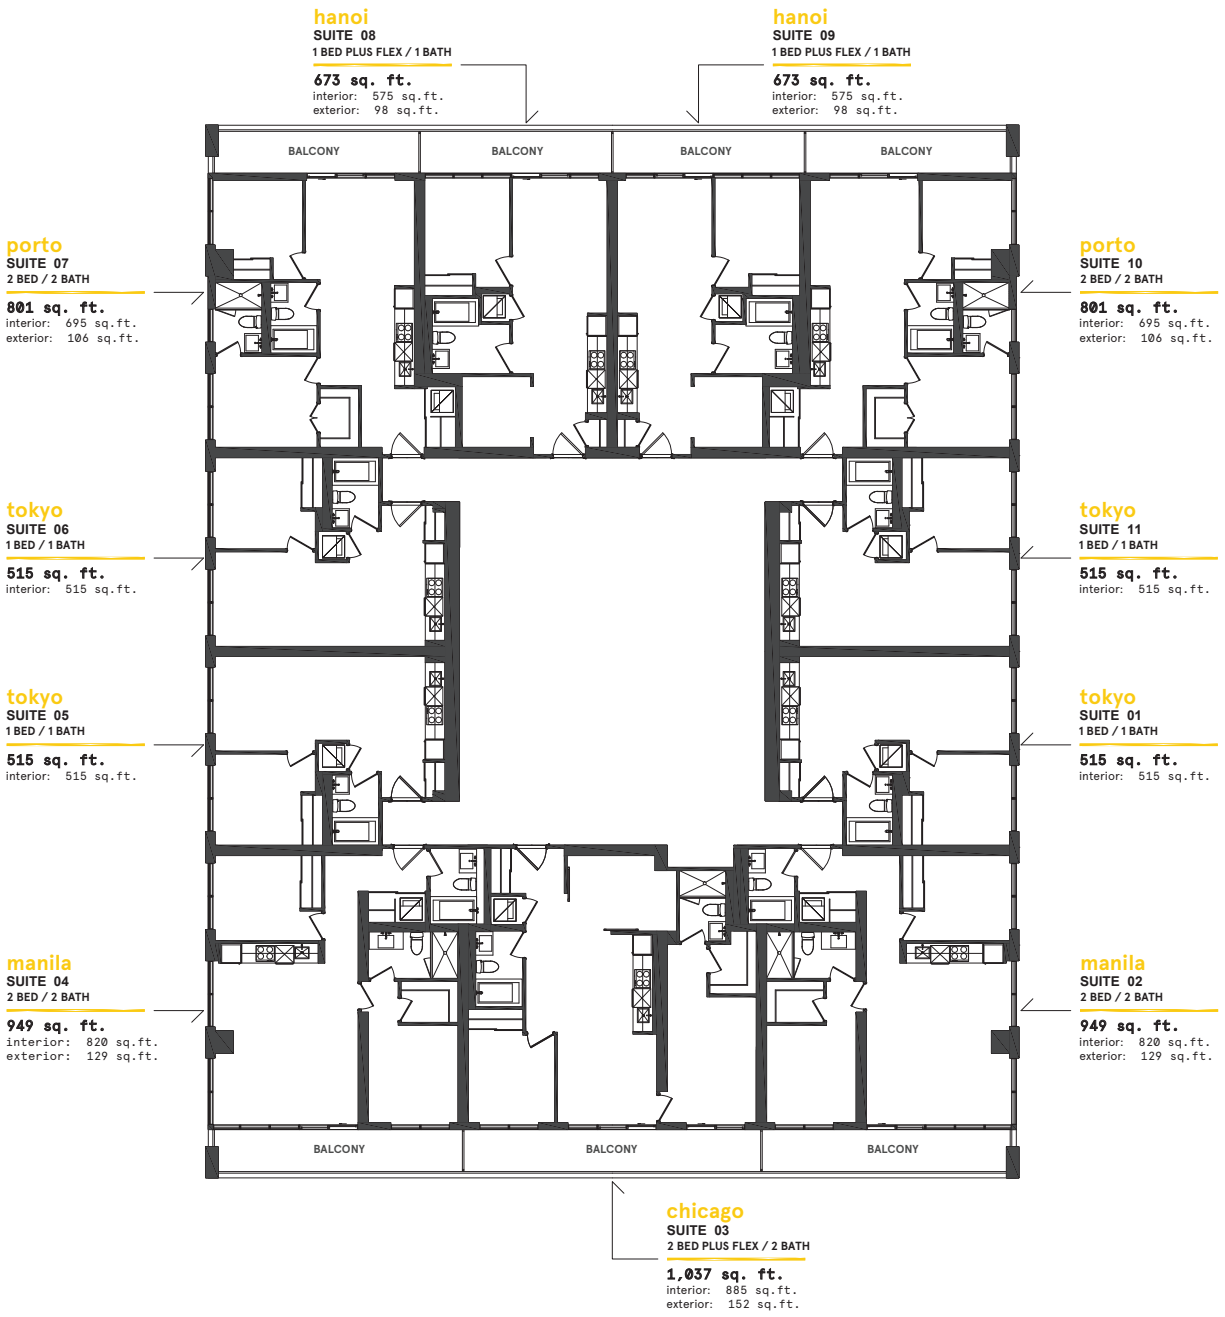 hanoi
SUITE 08
1 BED PLUS FLEX / 1 BATH
673 sq. ft.
interior: 575 sq.ft.
exterior: 98 sq.ft.
hanoi
SUITE 09
1 BED PLUS FLEX / 1 BATH
673 sq. ft.
interior: 575 sq.ft.
exterior: 98 sq.ft.
BALCONY
BALCONY
BALCONY
BALCONY
porto
SUITE 07
2 BED / 2 BATH
801 sq. ft.
interior: 695 sq.ft.
exterior: 106 sq.ft.
porto
SUITE 10
2 BED / 2 BATH
801 sq. ft.
interior: 695 sq.ft.
exterior: 106 sq.ft.
tokyo
SUITE 06
1 BED / 1 BATH
515 sq. ft.
interior: 515 sq.ft.
tokyo
SUITE 11
1 BED / 1 BATH
515 sq. ft.
interior: 515 sq.ft.
tokyo
SUITE 05
1 BED / 1 BATH
515 sq. ft.
interior: 515 sq.ft.
tokyo
SUITE 01
1 BED / 1 BATH
515 sq. ft.
interior: 515 sq.ft.
manila
SUITE 04
2 BED / 2 BATH
949 sq. ft.
interior: 820 sq.ft.
exterior: 129 sq.ft.
manila
SUITE 02
2 BED / 2 BATH
949 sq. ft.
interior: 820 sq.ft.
exterior: 129 sq.ft.
BALCONY
BALCONY
BALCONY
chicago
SUITE 03
2 BED PLUS FLEX / 2 BATH
1,037 sq. ft.
interior: 885 sq.ft.
exterior: 152 sq.ft.